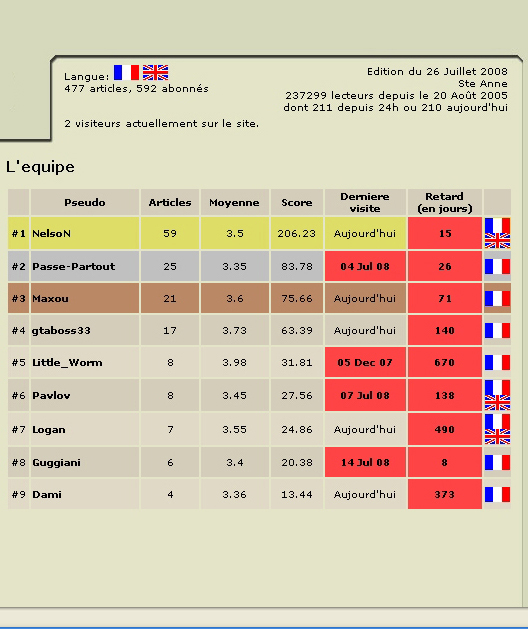 Langue:
477 articles, 592 abonnés
2 visiteurs actuellement sur le site.
Edition du 26 Juillet 2008
Ste Anne
237299 lecteurs depuis le 20 Août 2005
dont 211 depuis 24h ou 210 aujourd'hui
L'equipe
Pseudo Articles Moyenne Score Derniere visite Retard (en jours)
#1 NelsoN 59 3.5 206.23 Aujourd'hui 15
#2 Passe-Partout 25 3.35 83.78 04 Jul 08 26
#3 Maxou 21 3.6 75.66 Aujourd'hui 71
#4 gtaboss33 17 3.73 63.39 Aujourd'hui 140
#5 Little_Worm 8 3.98 31.81 05 Dec 07 670
#6 Pavlov 8 3.45 27.56 07 Jul 08 138
#7 Logan 7 3.55 24.86 Aujourd'hui 490
#8 Guggiani 6 3.4 20.38 14 Jul 08 8
#9 Dami 4 3.36 13.44 Aujourd'hui 373